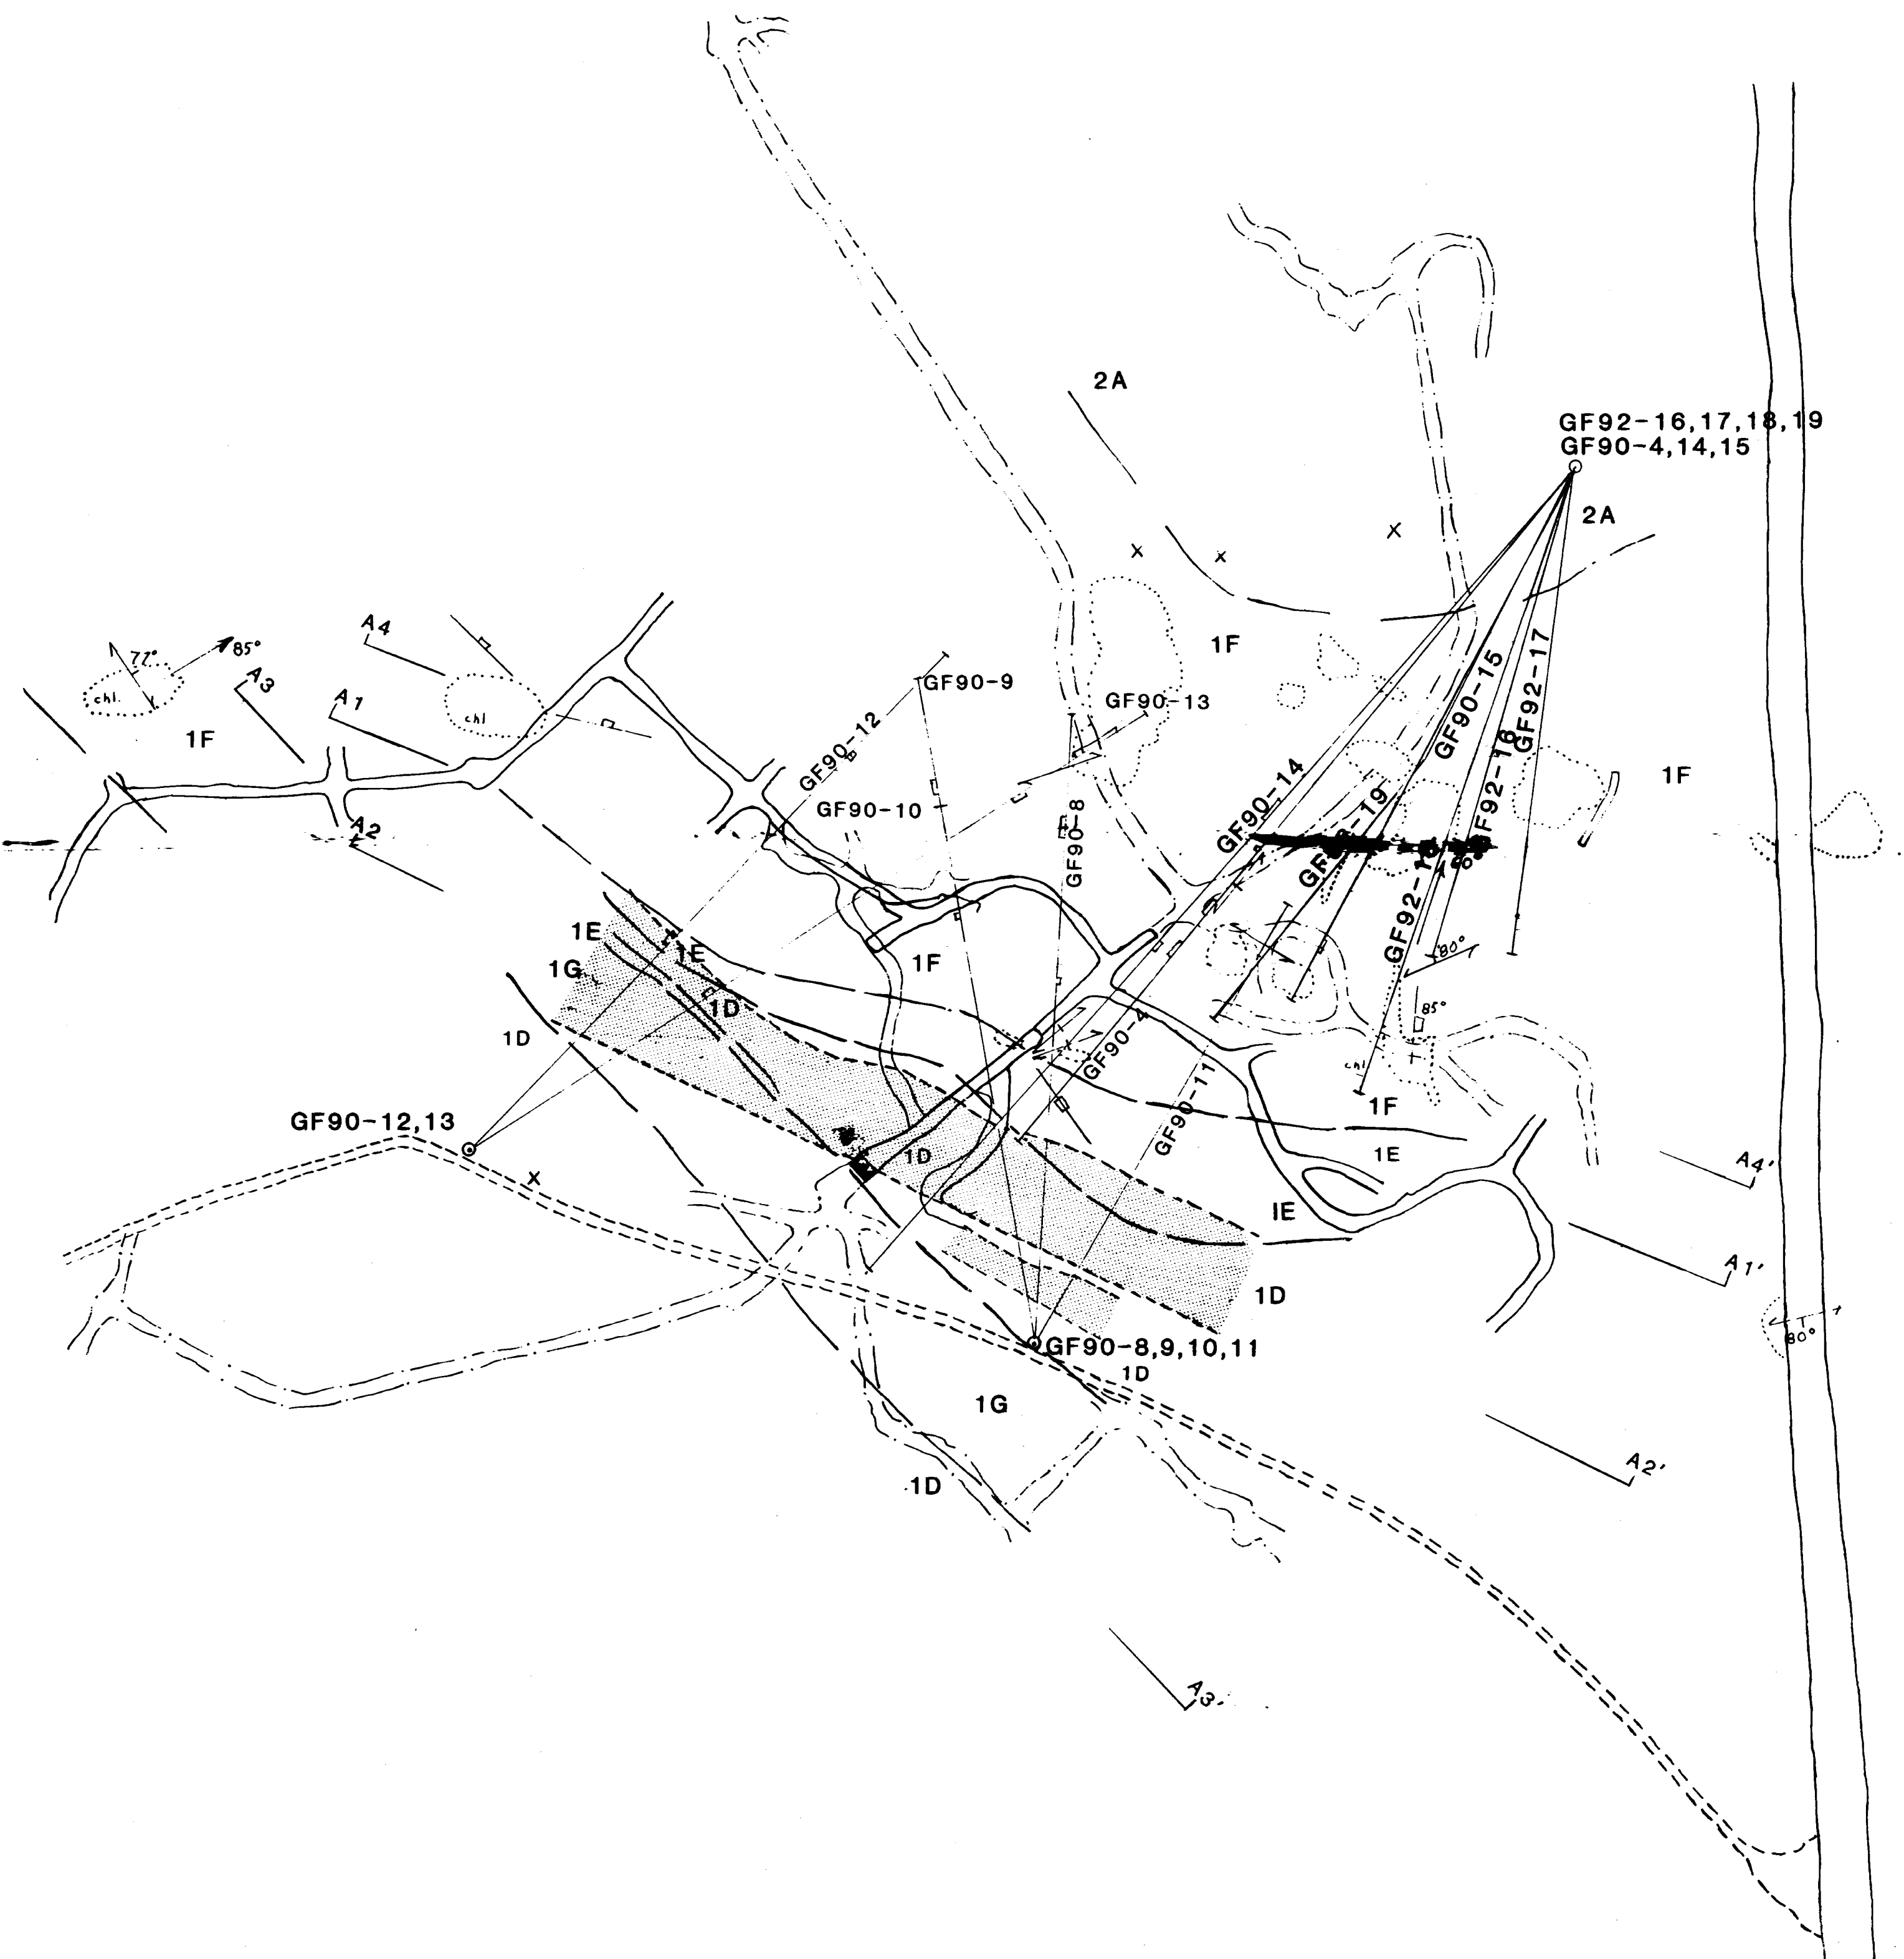 2A
GF92-16,17,18,19
GF90-4,14,15
2A
X
X
X
A4
77°
85°
1F
A3
chl.
A1
chl
1F
GF90-9
GF90-13
GF90-12
GF90-15
GF92-17
GF90-10
GF90-8
GF90-14
1F
A2
1E
1E
1F
1G
1D
80°
85°
1D
GF90-4
chl
1F
GF90-11
GF90-12,13
1D
1E
A4'
X
IE
A1'
1D
80°
GF90-8,9,10,11
1D
1G
A2'
1D
A3'